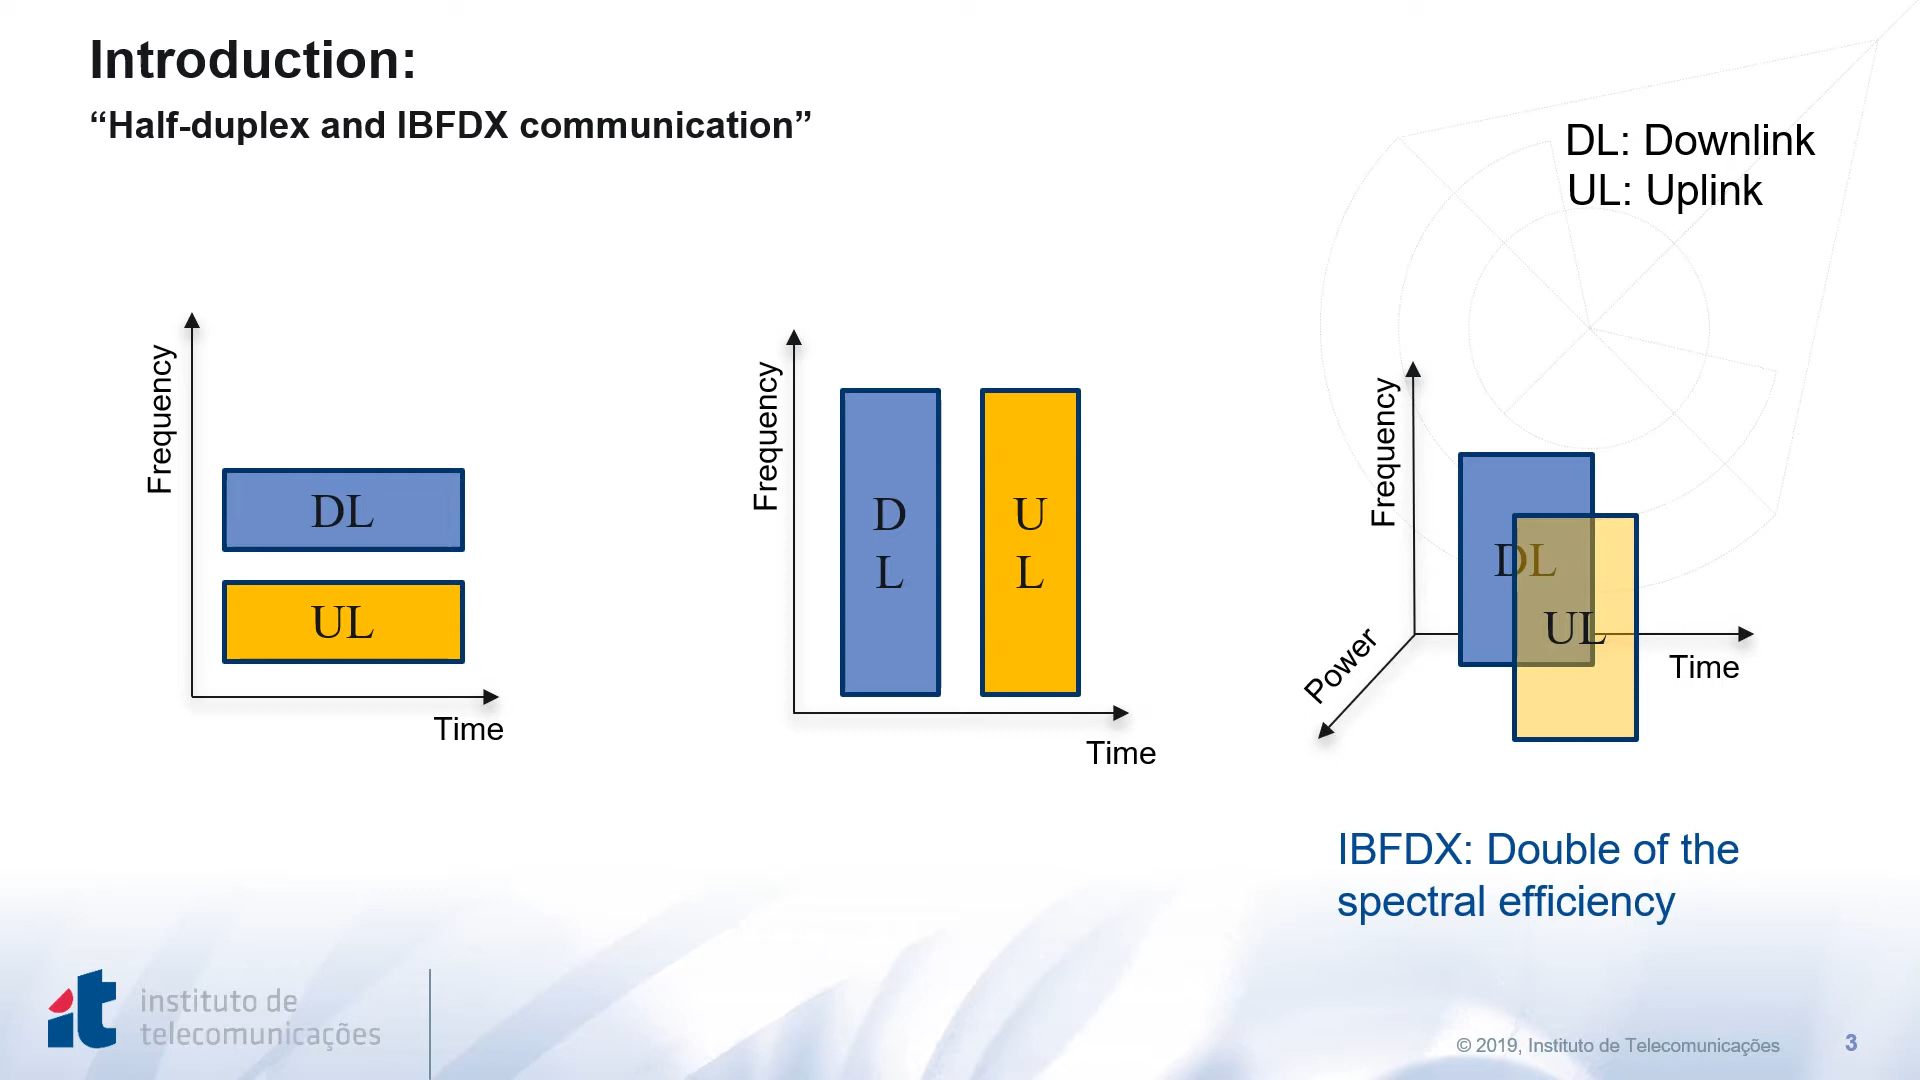 Introduction:
“Half-duplex and IBFDX communication”
DL: Downlink
UL: Uplink
Frequency
DL
UL
Time
Frequency
D
L
U
L
Time
Frequency
DL
UL
Power
Time
IBFDX: Double of the
spectral efficiency
instituto de
telecomunicações
© 2019, Instituto de Telecomunicações
3